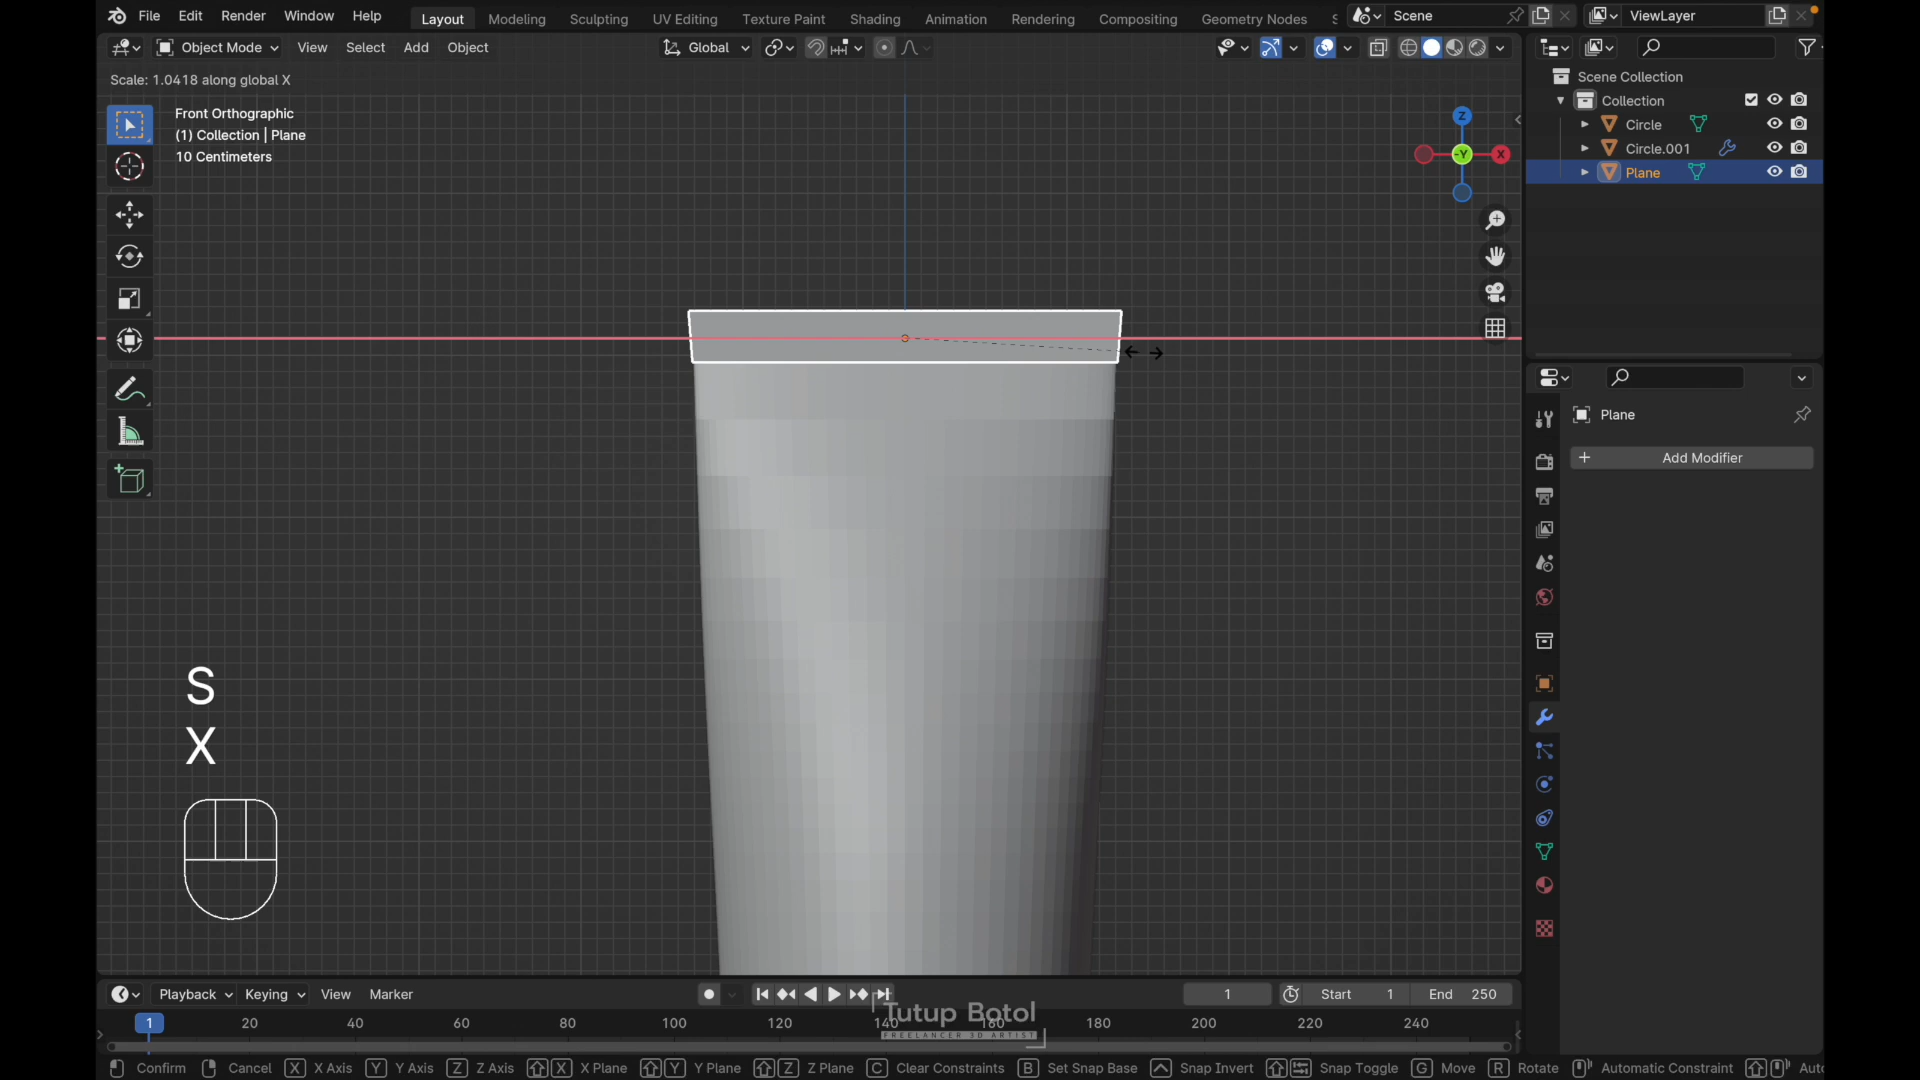 File Edit Render Window Help Layout Modeling Sculpting UV Editing Texture Paint Shading Animation Rendering Compositing Geometry Nodes Scene ViewLayer
Object Mode View Select Add Object Global
Scale: 1.0418 along global X
Front Orthographic
(1) Collection | Plane
10 Centimeters
Z
-Y
X
Scene Collection
Collection
Circle
Circle.001
Plane
Plane
+ Add Modifier
S
X
Playback Keying View Marker 1 Start 1 End 250
1 20 40 60 80 100 120 140 160 180 200 220 240
Tutup Botol
FREELANCER 3D ARTIST
Confirm Cancel X X Axis Y Y Axis Z Z Axis X X Plane Y Y Plane Z Z Plane C Clear Constraints B Set Snap Base Snap Invert Snap Toggle G Move R Rotate Automatic Constraint Auto